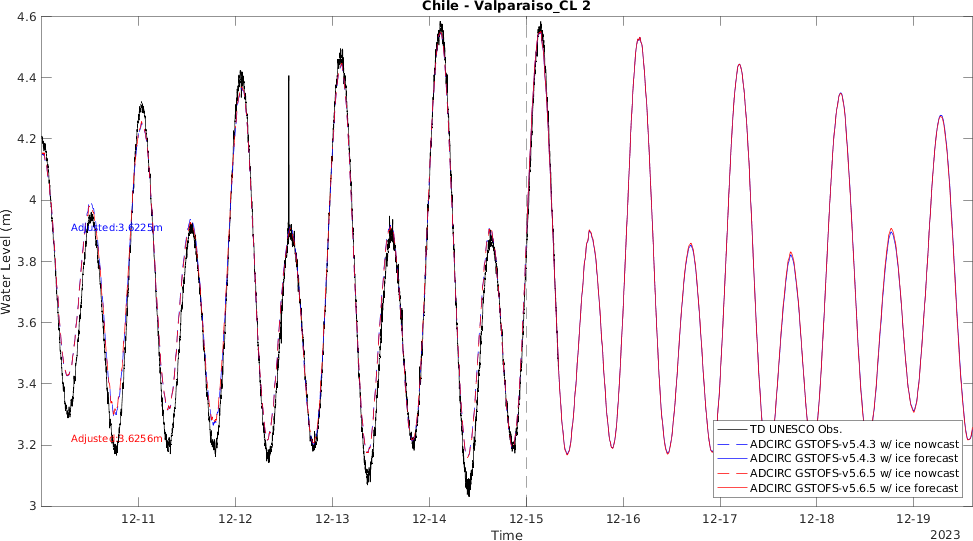 Chile - Valparaiso_CL 2
4.6
4.4
4.2
4
3.8
3.6
3.4
3.2
3
Water Level (m)
Adjusted:3.6225m
Adjusted:3.6256m
TD UNESCO Obs.
ADCIRC GSTOFS-v5.4.3 w/ ice nowcast
ADCIRC GSTOFS-v5.4.3 w/ ice forecast
ADCIRC GSTOFS-v5.6.5 w/ ice nowcast
ADCIRC GSTOFS-v5.6.5 w/ ice forecast
12-11 12-12 12-13 12-14 12-15 12-16 12-17 12-18 12-19
Time
2023